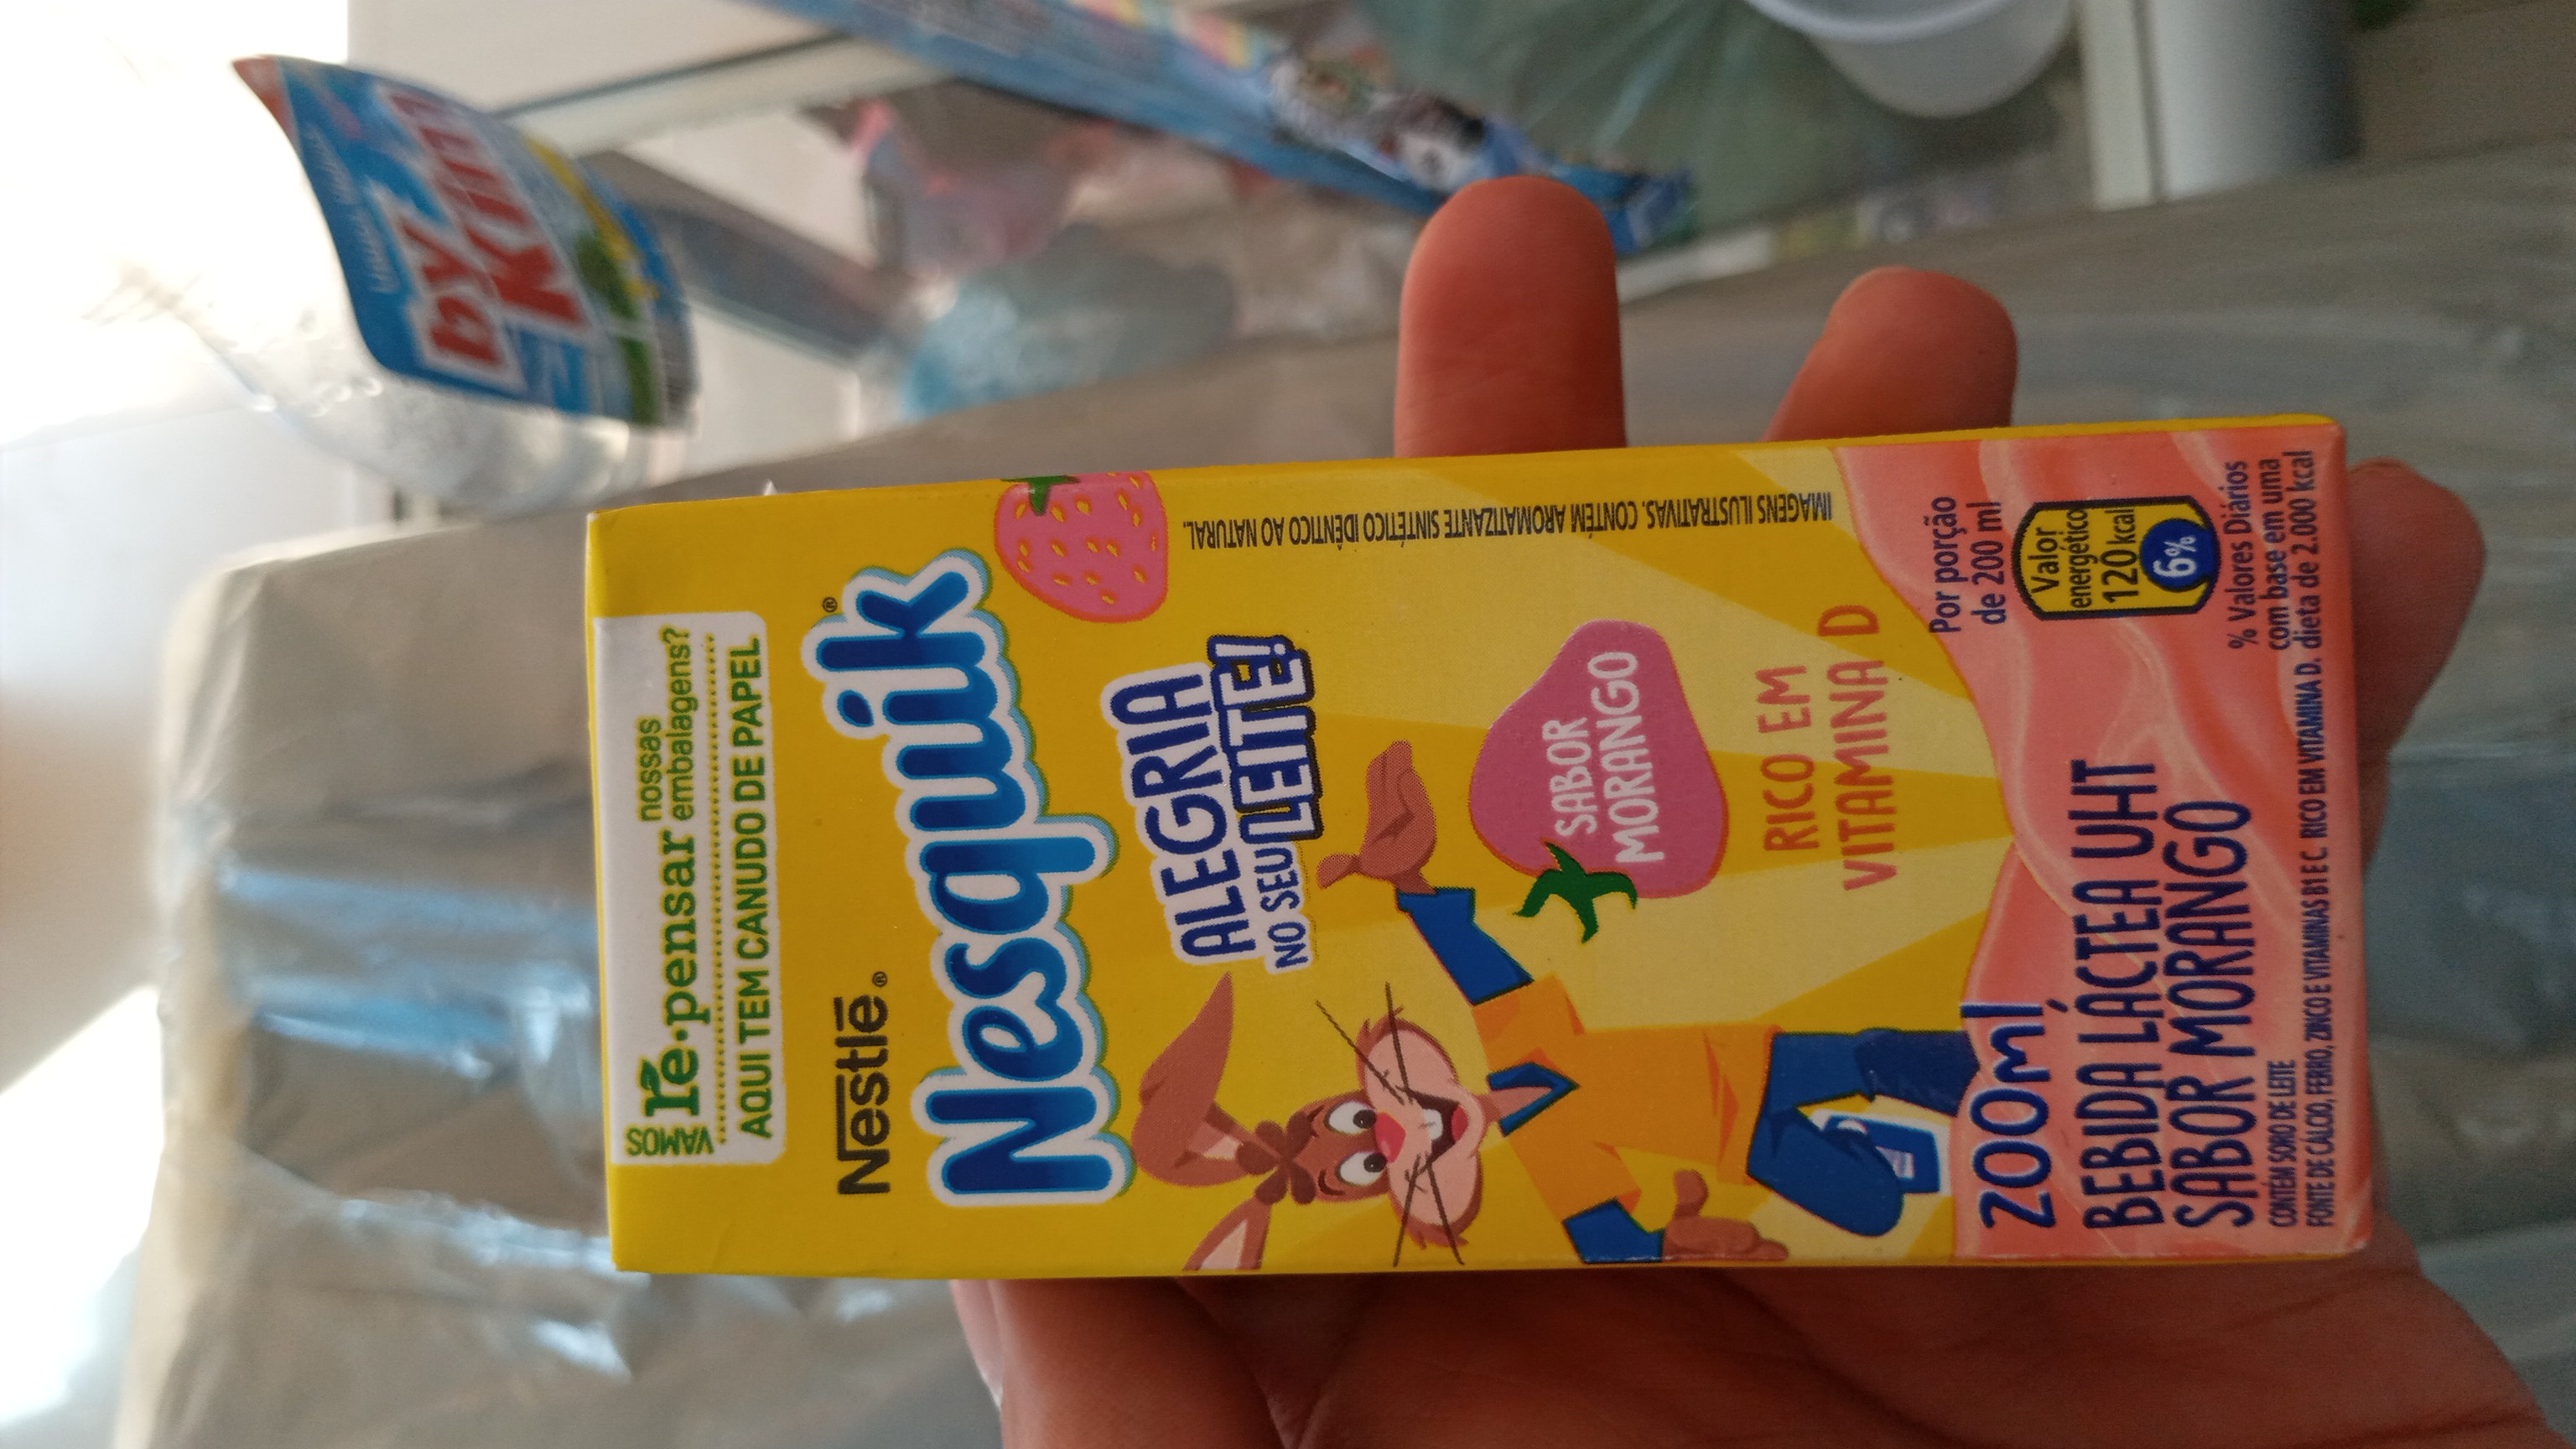 by
Kim
VAMOS
re·pensar
nossas
embalagens?
AQUI TEM CANUDO DE PAPEL
Nestlé®
Nesquik®
ALEGRIA
NO SEU LEITE!
SABOR
MORANGO
RICO EM
VITAMINA D
IMAGENS ILUSTRATIVAS. CONTÉM AROMATIZANTE SINTÉTICO IDÊNTICO AO NATURAL.
Por porção
de 200 ml
Valor
energético
120 kcal
6%
% Valores Diários
com base em uma
dieta de 2.000 kcal
200ml
BEBIDA LÁCTEA UHT
SABOR MORANGO
CONTÉM SORO DE LEITE
FONTE DE CÁLCIO, FERRO, ZINCO E VITAMINAS B1 E C. RICO EM VITAMINA D.